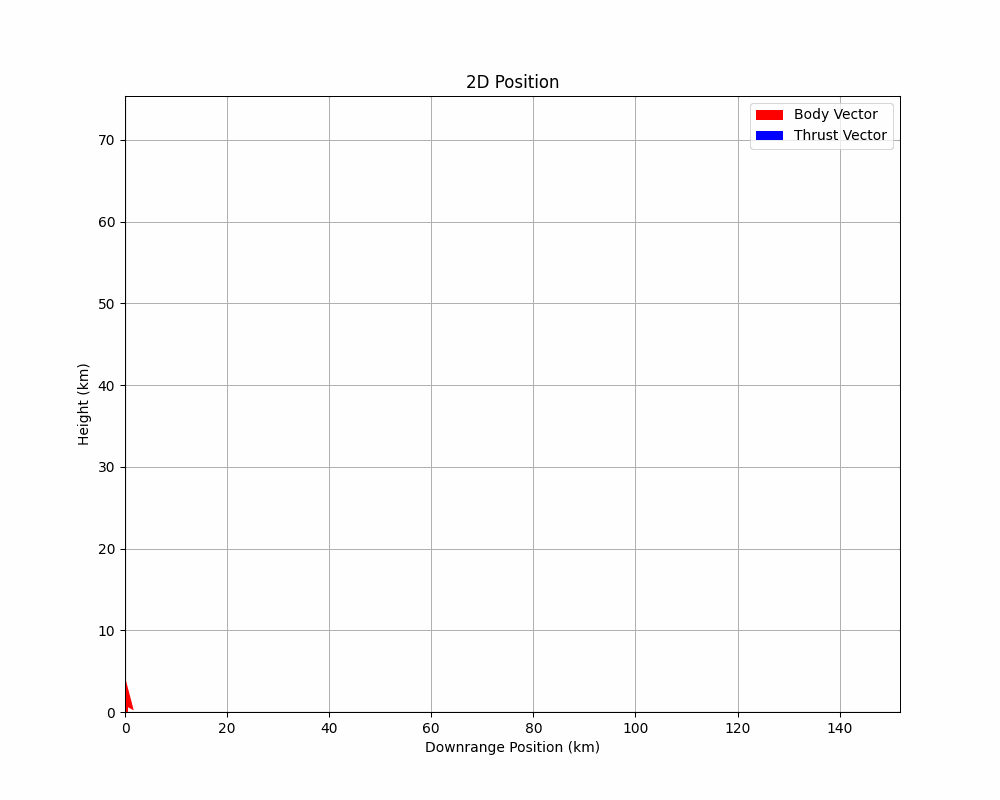 2D Position
Body Vector
Thrust Vector
70
60
50
40
30
20
10
0
0 20 40 60 80 100 120 140
Height (km)
Downrange Position (km)